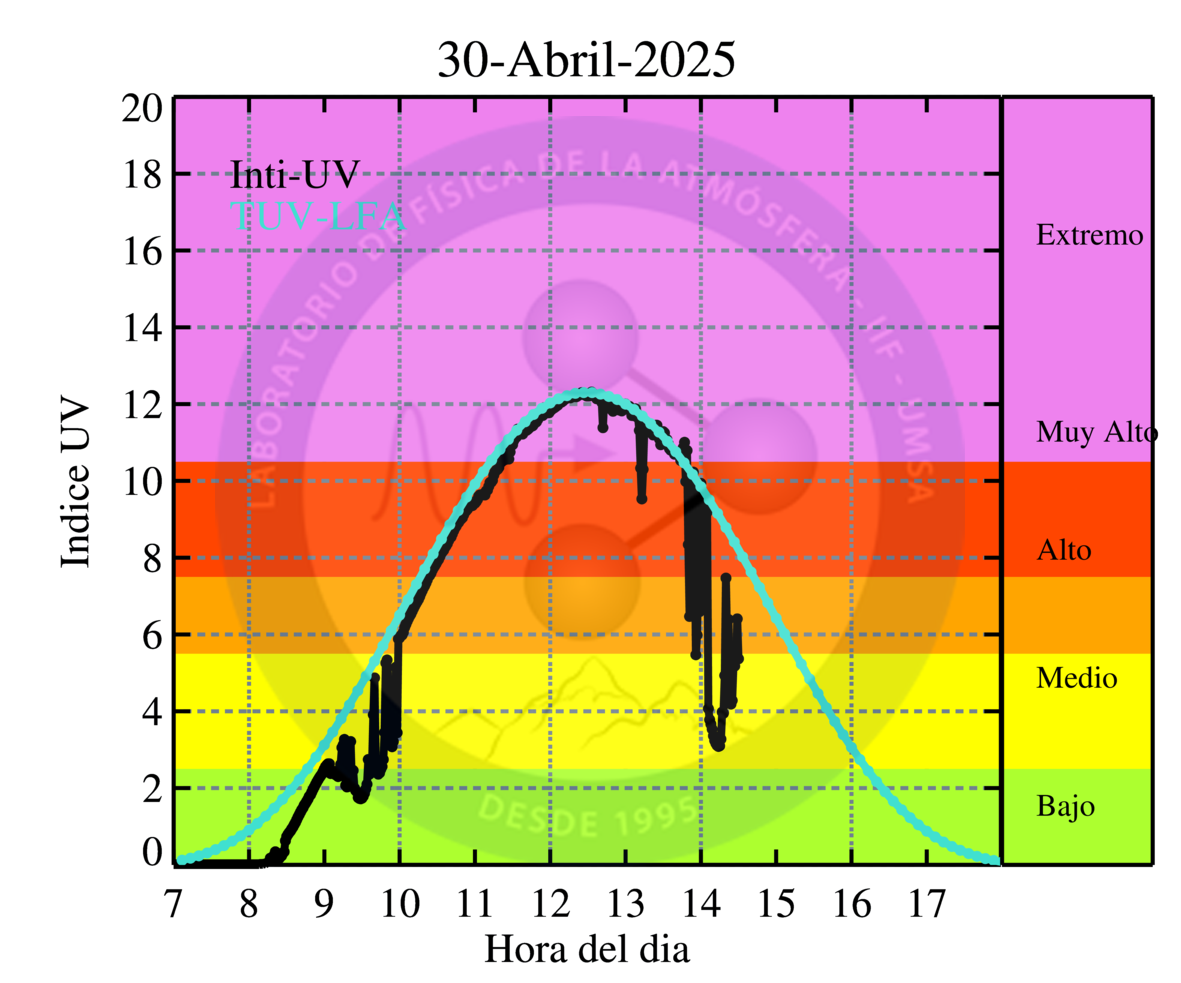 30-Abril-2025
20
18
16
14
12
10
8
6
4
2
0
Indice UV
Inti-UV
TUV-LFA
LABORATORIO DE FÍSICA DE LA ATMÓSFERA - IIF - UMSA
DESDE 1995
Extremo
Muy Alto
Alto
Medio
Bajo
7 8 9 10 11 12 13 14 15 16 17
Hora del dia